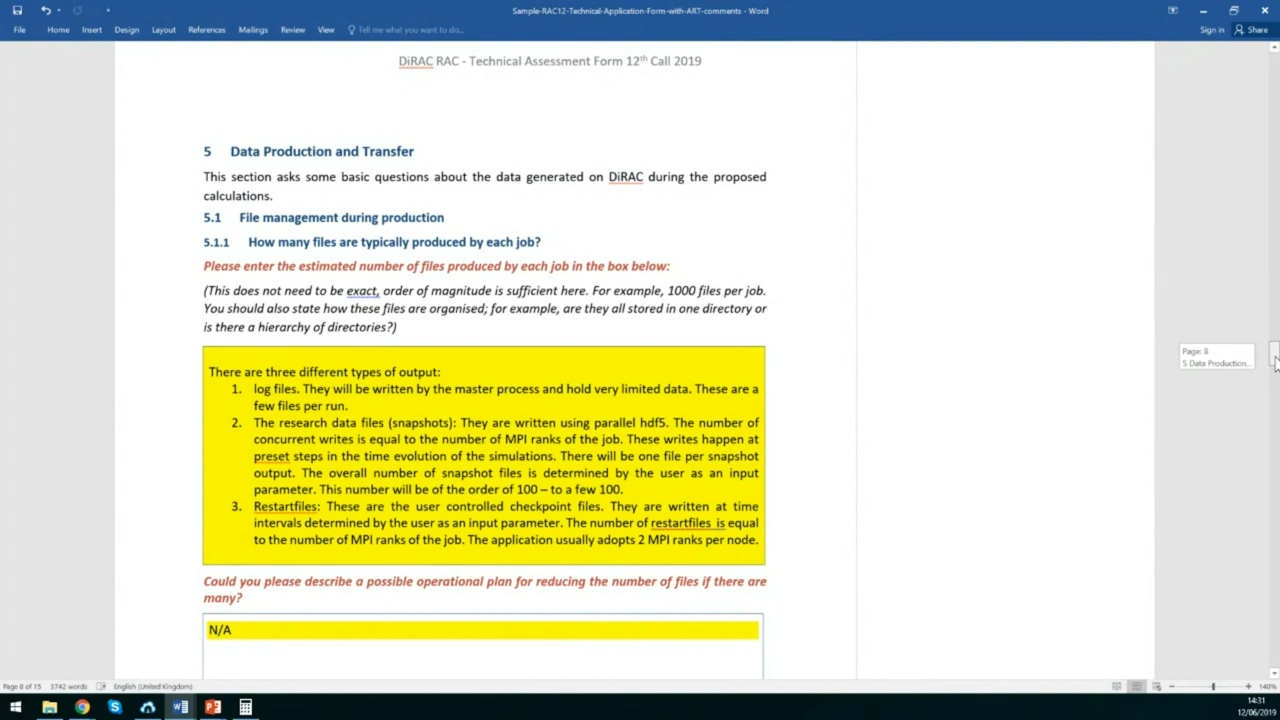 Sample-RAC12-Technical-Application-Form-with-ART-comments - Word
File Home Insert Design Layout References Mailings Review View Tell me what you want to do... Sign in Share
DiRAC RAC - Technical Assessment Form 12th Call 2019
5 Data Production and Transfer
This section asks some basic questions about the data generated on DiRAC during the proposed
calculations.
5.1 File management during production
5.1.1 How many files are typically produced by each job?
Please enter the estimated number of files produced by each job in the box below:
(This does not need to be exact, order of magnitude is sufficient here. For example, 1000 files per job.
You should also state how these files are organised; for example, are they all stored in one directory or
is there a hierarchy of directories?)
Page: 8
5 Data Production...
There are three different types of output:
1. log files. They will be written by the master process and hold very limited data. These are a
few files per run.
2. The research data files (snapshots): They are written using parallel hdf5. The number of
concurrent writes is equal to the number of MPI ranks of the job. These writes happen at
preset steps in the time evolution of the simulations. There will be one file per snapshot
output. The overall number of snapshot files is determined by the user as an input
parameter. This number will be of the order of 100 – to a few 100.
3. Restartfiles: These are the user controlled checkpoint files. They are written at time
intervals determined by the user as an input parameter. The number of restartfiles is equal
to the number of MPI ranks of the job. The application usually adopts 2 MPI ranks per node.
Could you please describe a possible operational plan for reducing the number of files if there are
many?
N/A
Page 8 of 15 3742 words English (United Kingdom) 140%
14:31
12/06/2019